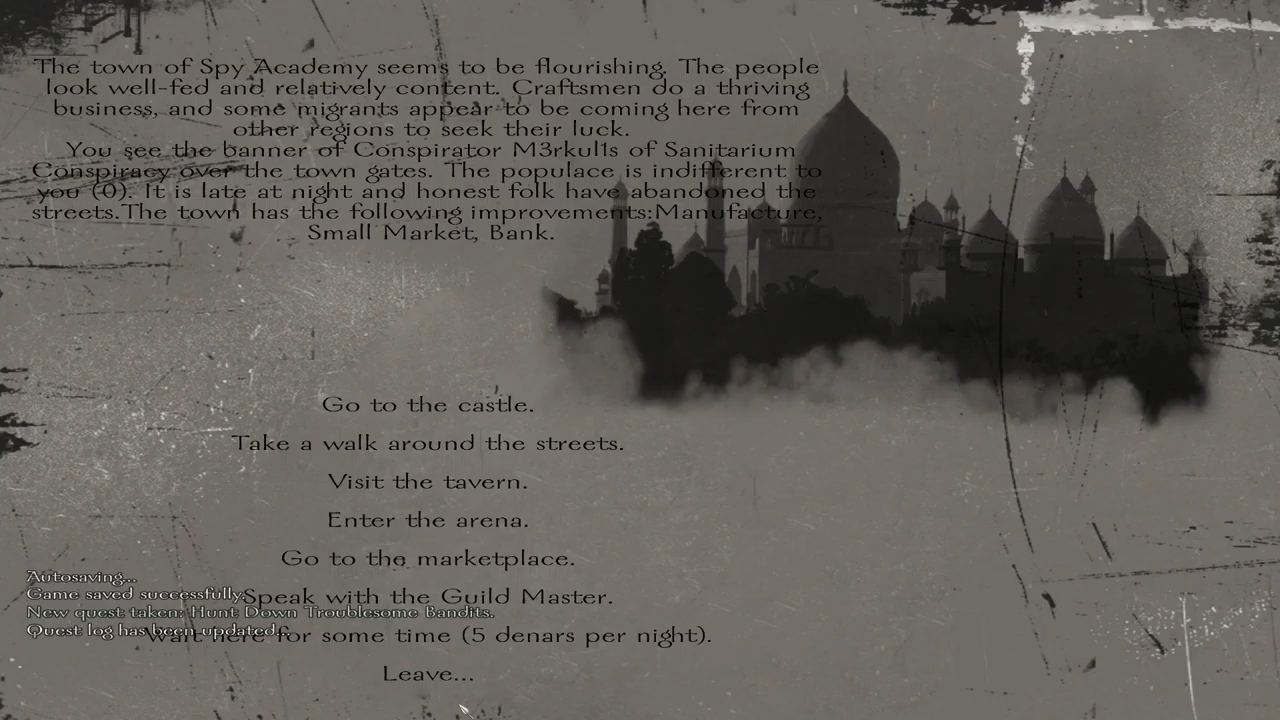 The town of Spy Academy seems to be flourishing. The people
look well-fed and relatively content. Craftsmen do a thriving
business, and some migrants appear to be coming here from
other regions to seek their luck.
You see the banner of Conspirator M3rkul1s of Sanitarium
Conspiracy over the town gates. The populace is indifferent to
you (0). It is late at night and honest folk have abandoned the
streets.The town has the following improvements:Manufacture,
Small Market, Bank.
Go to the castle.
Take a walk around the streets.
Visit the tavern.
Enter the arena.
Go to the marketplace.
Autosaving...
Game saved successfully.
Speak with the Guild Master.
New quest taken: Hunt Down Troublesome Bandits.
Quest log has been updated.
Wait here for some time (5 denars per night).
Leave...